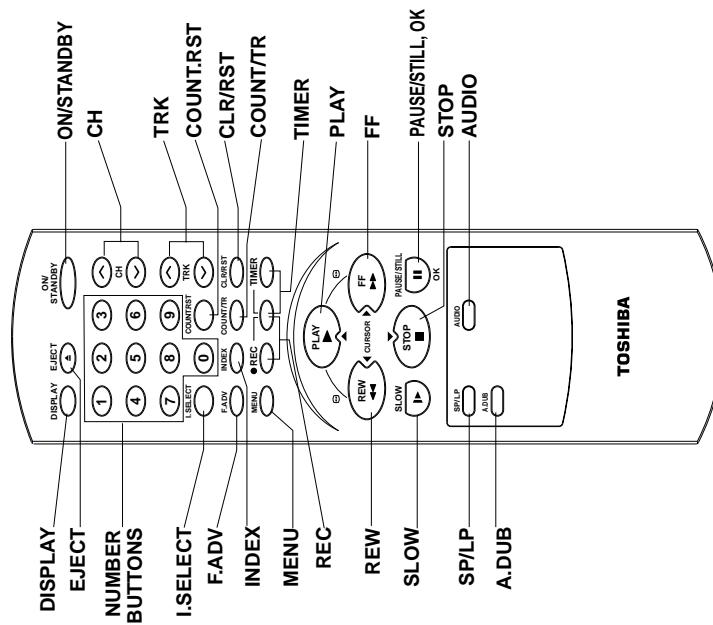 DISPLAY
EJECT
NUMBER
BUTTONS
I.SELECT
F.ADV
INDEX
MENU
REC
REW
SLOW
SP/LP
A.DUB
DISPLAY
EJECT
ON/
STANDBY
1
2
3
CH
4
5
6
7
8
9
TRK
I.SELECT
0
COUNT.RST
F.ADV
INDEX
COUNT/TR
CLR/RST
MENU
REC
TIMER
PLAY
REW
CURSOR
FF
SLOW
STOP
PAUSE/STILL
OK
SP/LP
AUDIO
A.DUB
TOSHIBA
ON/STANDBY
CH
TRK
COUNT.RST
CLR/RST
COUNT/TR
TIMER
PLAY
FF
PAUSE/STILL, OK
STOP
AUDIO